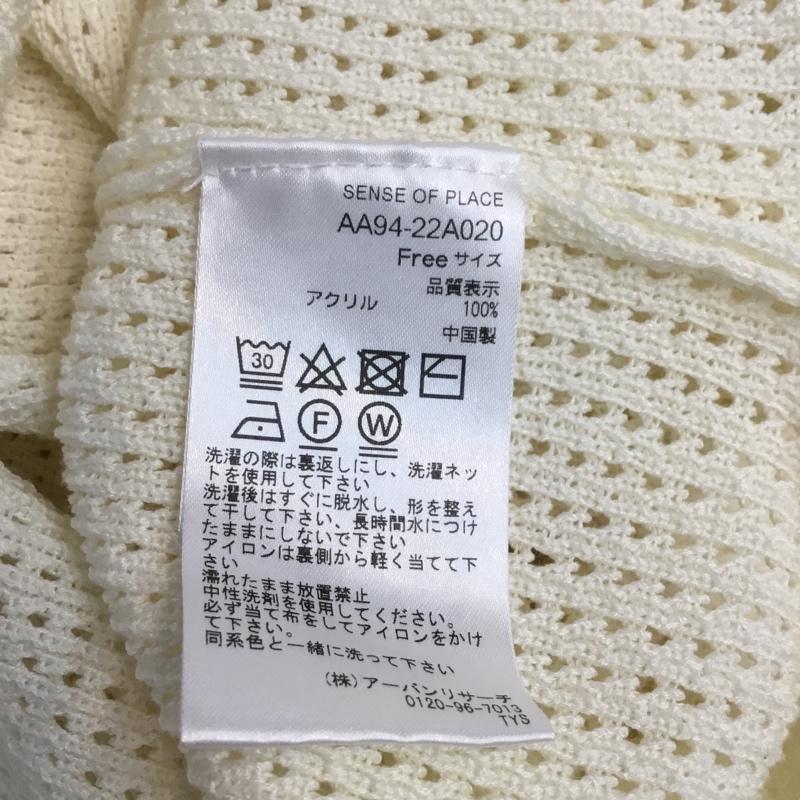 SENSE OF PLACE
AA94-22A020
Free サイズ
品質表示
アクリル 100%
中国製
30
F W
洗濯の際は裏返しにし、洗濯ネッ
トを使用して下さい
洗濯後はすぐに脱水し、形を整え
て干して下さい、長時間水につけ
たままにしないで下さい
アイロンは裏側から軽く当てて下
さい
濡れたまま放置禁止
中性洗剤を使用してください。
必ず当て布をしてアイロンをかけ
て下さい。
同系色と一緒に洗って下さい
(株)アーバンリサーチ
0120-96-7013
TYS